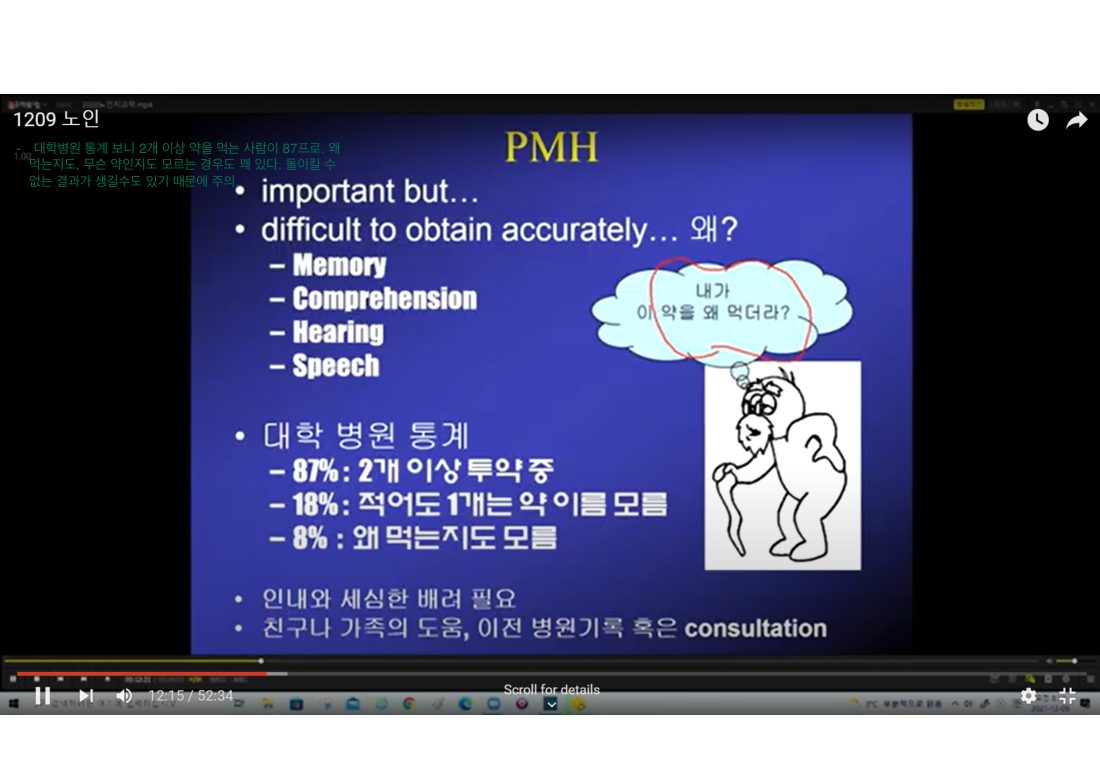 1209 노인
- 대학병원 통계 보니 2개 이상 약을 먹는 사람이 87프로. 왜
1.00
먹는지도, 무슨 약인지도 모르는 경우도 꽤 있다. 돌이킬 수
없는 결과가 생길수도 있기 때문에 주의
PMH
• important but...
• difficult to obtain accurately... 왜?
– Memory
– Comprehension
– Hearing
– Speech
내가
이 약을 왜 먹더라?
• 대학 병원 통계
– 87% : 2개 이상 투약 중
– 18% : 적어도 1개는 약 이름 모름
– 8% : 왜 먹는지도 모름
• 인내와 세심한 배려 필요
• 친구나 가족의 도움, 이전 병원기록 혹은 consultation
12:15 / 52:34
Scroll for details